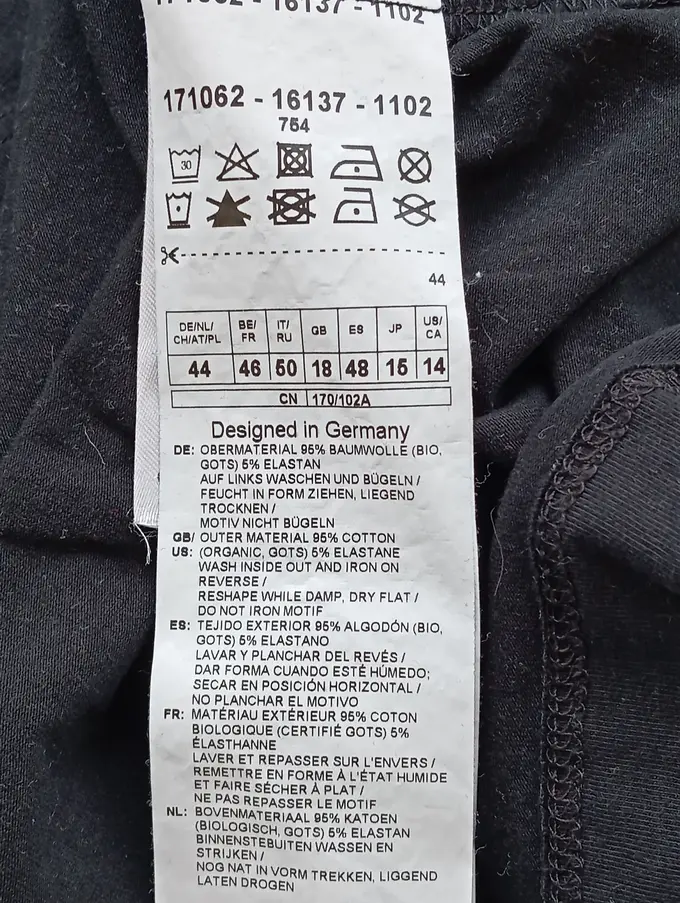 171062 - 16137 - 1102
754
30
44
DE/NL/ CH/AT/PL BE/ FR IT/ RU GB ES JP US/ CA
44 46 50 18 48 15 14
CN 170/102A
Designed in Germany
DE: OBERMATERIAL 95% BAUMWOLLE (BIO,
GOTS) 5% ELASTAN
AUF LINKS WASCHEN UND BÜGELN /
FEUCHT IN FORM ZIEHEN, LIEGEND
TROCKNEN /
MOTIV NICHT BÜGELN
GB/ OUTER MATERIAL 95% COTTON
US: (ORGANIC, GOTS) 5% ELASTANE
WASH INSIDE OUT AND IRON ON
REVERSE /
RESHAPE WHILE DAMP, DRY FLAT /
DO NOT IRON MOTIF
ES: TEJIDO EXTERIOR 95% ALGODÓN (BIO,
GOTS) 5% ELASTANO
LAVAR Y PLANCHAR DEL REVÉS /
DAR FORMA CUANDO ESTÉ HÚMEDO;
SECAR EN POSICIÓN HORIZONTAL /
NO PLANCHAR EL MOTIVO
FR: MATÉRIAU EXTÉRIEUR 95% COTON
BIOLOGIQUE (CERTIFIÉ GOTS) 5%
ÉLASTHANNE
LAVER ET REPASSER SUR L'ENVERS /
REMETTRE EN FORME À L'ÉTAT HUMIDE
ET FAIRE SÉCHER À PLAT /
NE PAS REPASSER LE MOTIF
NL: BOVENMATERIAAL 95% KATOEN
(BIOLOGISCH, GOTS) 5% ELASTAN
BINNENSTEBUITEN WASSEN EN
STRIJKEN /
NOG NAT IN VORM TREKKEN, LIGGEND
LATEN DROGEN